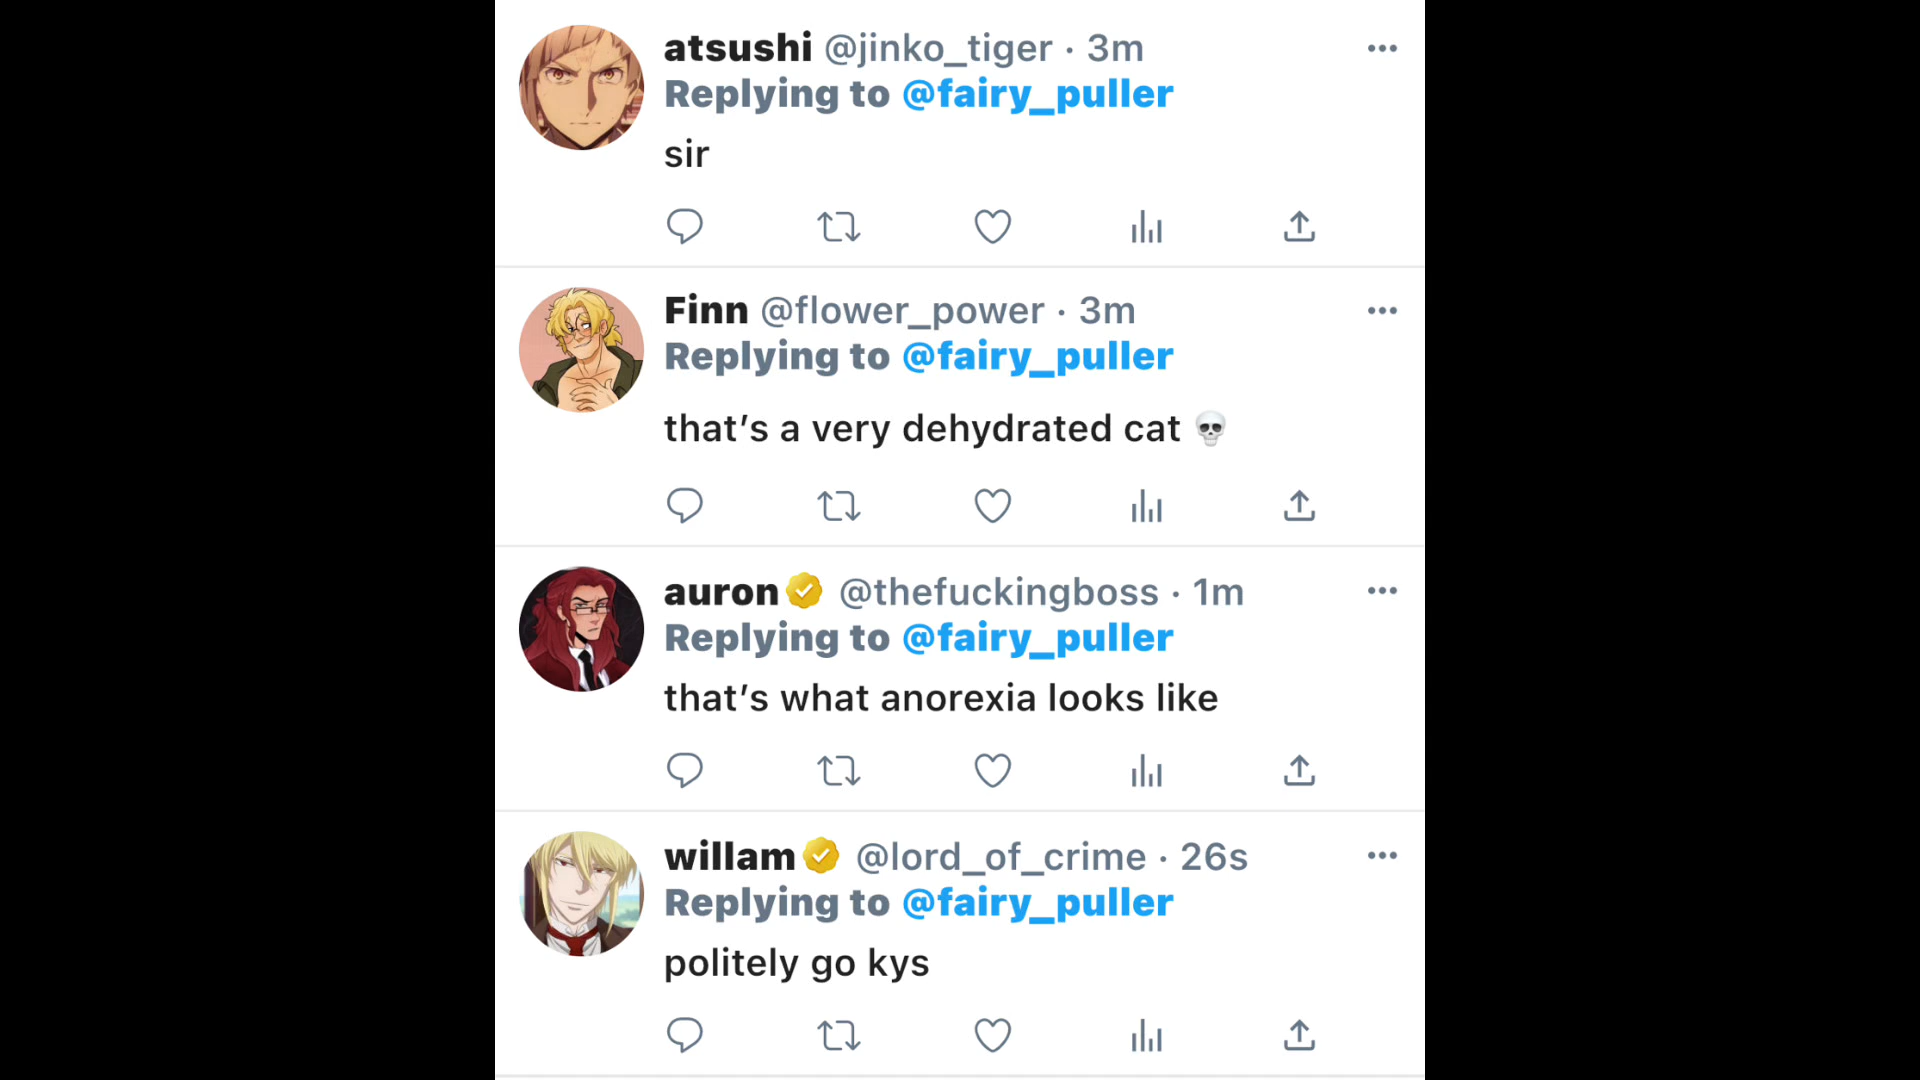 atsushi @jinko_tiger · 3m
Replying to @fairy_puller
sir
Finn @flower_power · 3m
Replying to @fairy_puller
that’s a very dehydrated cat 💀
auron @thefuckingboss · 1m
Replying to @fairy_puller
that’s what anorexia looks like
willam @lord_of_crime · 26s
Replying to @fairy_puller
politely go kys